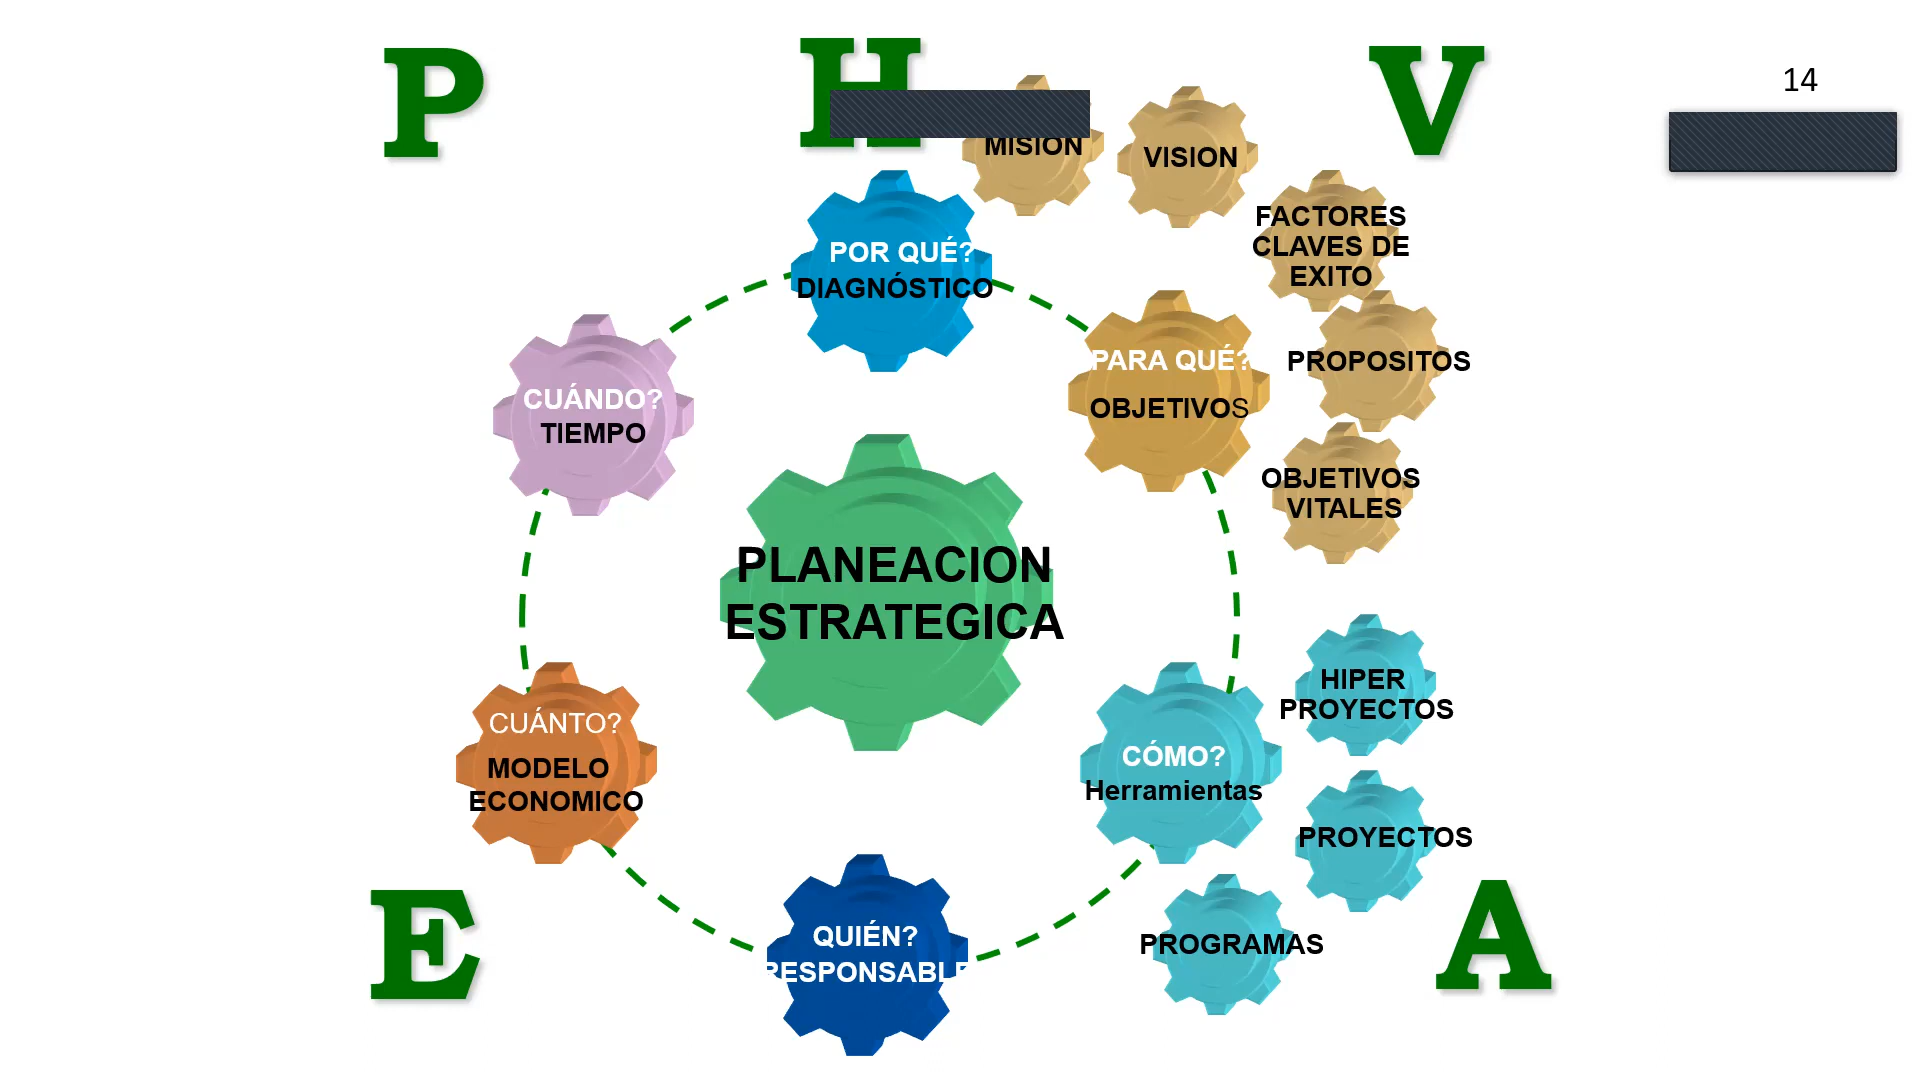 P
H
V
14
MISION
VISION
FACTORES
CLAVES DE
EXITO
POR QUÉ?
DIAGNÓSTICO
PARA QUÉ?
OBJETIVOS
PROPOSITOS
CUÁNDO?
TIEMPO
OBJETIVOS
VITALES
PLANEACION
ESTRATEGICA
HIPER
PROYECTOS
CUÁNTO?
MODELO
ECONOMICO
CÓMO?
Herramientas
PROYECTOS
QUIÉN?
RESPONSABLE
PROGRAMAS
E
A